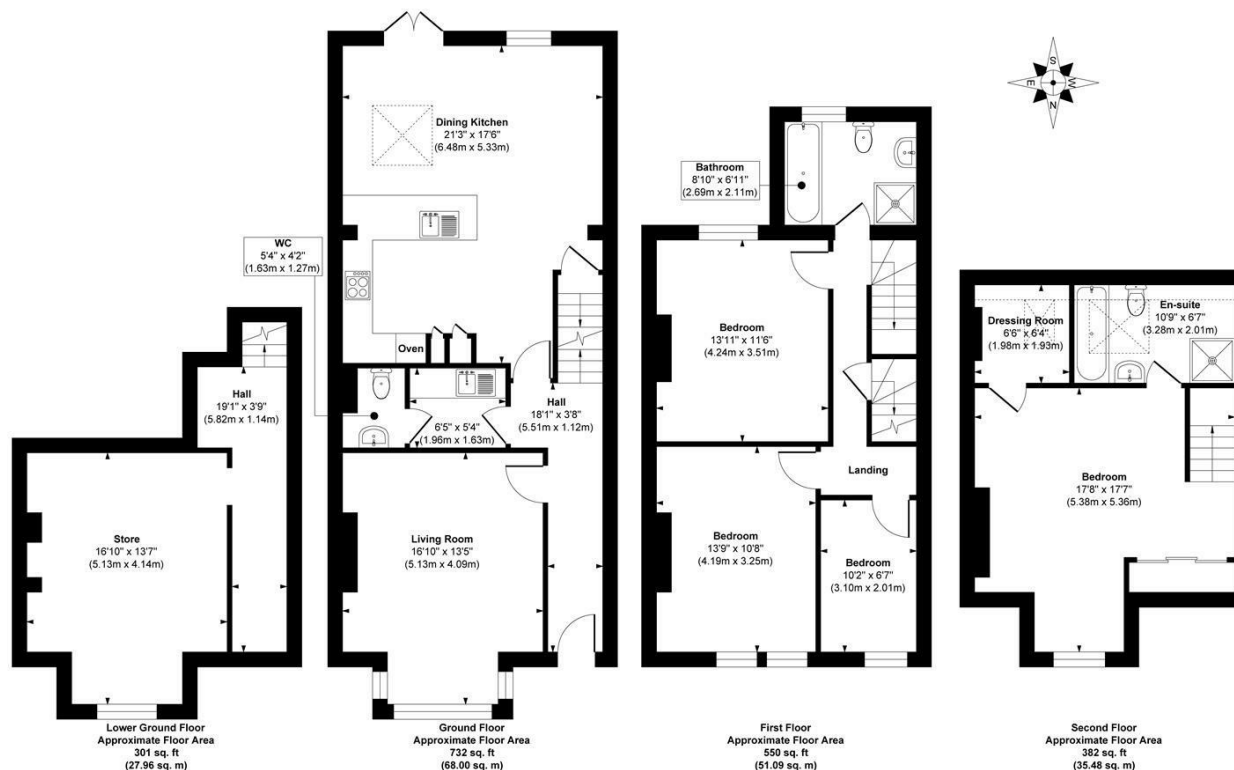 S
E
W
N
Dining Kitchen
21'3" x 17'6"
(6.48m x 5.33m)
WC
5'4" x 4'2"
(1.63m x 1.27m)
Oven
6'5" x 5'4"
(1.96m x 1.63m)
Hall
18'1" x 3'8"
(5.51m x 1.12m)
Living Room
16'10" x 13'5"
(5.13m x 4.09m)
Hall
19'1" x 3'9"
(5.82m x 1.14m)
Store
16'10" x 13'7"
(5.13m x 4.14m)
Bathroom
8'10" x 6'11"
(2.69m x 2.11m)
Bedroom
13'11" x 11'6"
(4.24m x 3.51m)
Landing
Bedroom
13'9" x 10'8"
(4.19m x 3.25m)
Bedroom
10'2" x 6'7"
(3.10m x 2.01m)
Dressing Room
6'6" x 6'4"
(1.98m x 1.93m)
En-suite
10'9" x 6'7"
(3.28m x 2.01m)
Bedroom
17'8" x 17'7"
(5.38m x 5.36m)
Lower Ground Floor
Approximate Floor Area
301 sq. ft
(27.96 sq. m)
Ground Floor
Approximate Floor Area
732 sq. ft
(68.00 sq. m)
First Floor
Approximate Floor Area
550 sq. ft
(51.09 sq. m)
Second Floor
Approximate Floor Area
382 sq. ft
(35.48 sq. m)